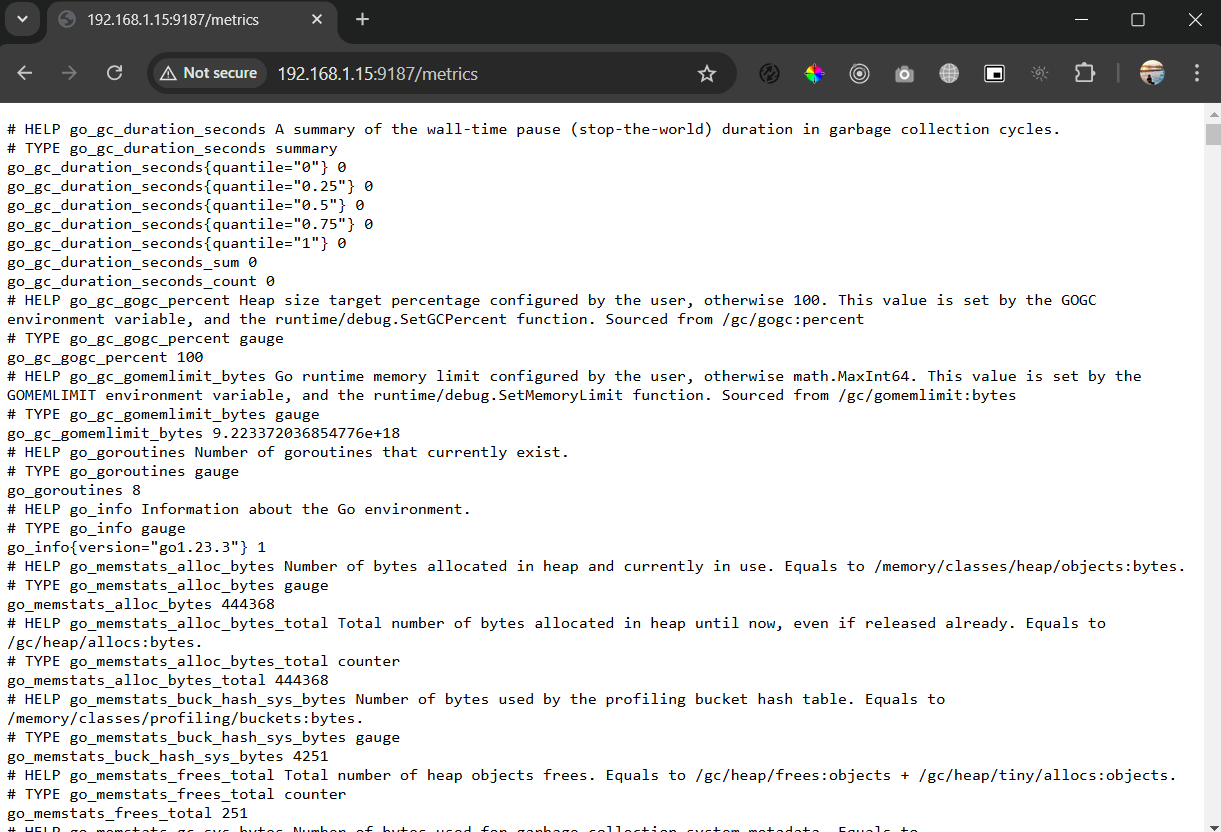 192.168.1.15:9187/metrics
Not secure
192.168.1.15:9187/metrics
# HELP go_gc_duration_seconds A summary of the wall-time pause (stop-the-world) duration in garbage collection cycles.
# TYPE go_gc_duration_seconds summary
go_gc_duration_seconds{quantile="0"} 0
go_gc_duration_seconds{quantile="0.25"} 0
go_gc_duration_seconds{quantile="0.5"} 0
go_gc_duration_seconds{quantile="0.75"} 0
go_gc_duration_seconds{quantile="1"} 0
go_gc_duration_seconds_sum 0
go_gc_duration_seconds_count 0
# HELP go_gc_gogc_percent Heap size target percentage configured by the user, otherwise 100. This value is set by the GOGC
environment variable, and the runtime/debug.SetGCPercent function. Sourced from /gc/gogc:percent
# TYPE go_gc_gogc_percent gauge
go_gc_gogc_percent 100
# HELP go_gc_gomemlimit_bytes Go runtime memory limit configured by the user, otherwise math.MaxInt64. This value is set by the
GOMEMLIMIT environment variable, and the runtime/debug.SetMemoryLimit function. Sourced from /gc/gomemlimit:bytes
# TYPE go_gc_gomemlimit_bytes gauge
go_gc_gomemlimit_bytes 9.223372036854776e+18
# HELP go_goroutines Number of goroutines that currently exist.
# TYPE go_goroutines gauge
go_goroutines 8
# HELP go_info Information about the Go environment.
# TYPE go_info gauge
go_info{version="go1.23.3"} 1
# HELP go_memstats_alloc_bytes Number of bytes allocated in heap and currently in use. Equals to /memory/classes/heap/objects:bytes.
# TYPE go_memstats_alloc_bytes gauge
go_memstats_alloc_bytes 444368
# HELP go_memstats_alloc_bytes_total Total number of bytes allocated in heap until now, even if released already. Equals to
/gc/heap/allocs:bytes.
# TYPE go_memstats_alloc_bytes_total counter
go_memstats_alloc_bytes_total 444368
# HELP go_memstats_buck_hash_sys_bytes Number of bytes used by the profiling bucket hash table. Equals to
/memory/classes/profiling/buckets:bytes.
# TYPE go_memstats_buck_hash_sys_bytes gauge
go_memstats_buck_hash_sys_bytes 4251
# HELP go_memstats_frees_total Total number of heap objects frees. Equals to /gc/heap/frees:objects + /gc/heap/tiny/allocs:objects.
# TYPE go_memstats_frees_total counter
go_memstats_frees_total 251
# HELP go_memstats_gc_sys_bytes Number of bytes used for garbage collection system metadata. Equals to